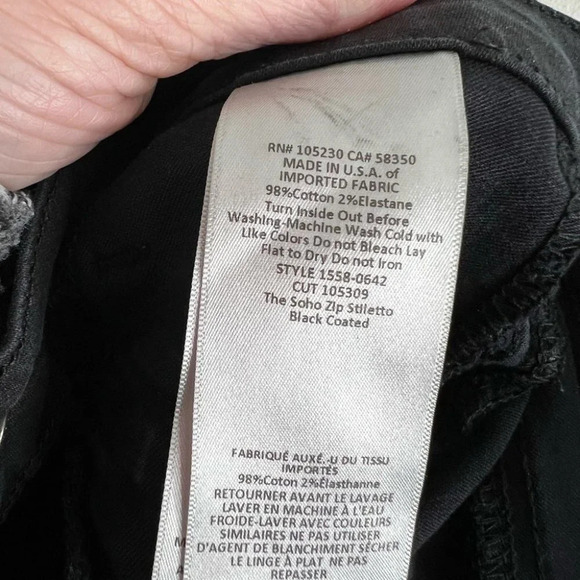 RN# 105230 CA# 58350
MADE IN U.S.A. of
IMPORTED FABRIC
98%Cotton 2%Elastane
Turn Inside Out Before
Washing-Machine Wash Cold with
Like Colors Do not Bleach Lay
Flat to Dry Do not Iron
STYLE 1558-0642
CUT 105309
The Soho Zip Stiletto
Black Coated
FABRIQUÉ AUXÉ.-U DU TISSU
IMPORTÉS
98%Coton 2%Élasthanne
RETOURNER AVANT LE LAVAGE
LAVER EN MACHINE À L'EAU
FROIDE-LAVER AVEC COULEURS
SIMILAIRES NE PAS UTILISER
D'AGENT DE BLANCHIMENT SÉCHER
LE LINGE À PLAT NE PAS
REPASSER